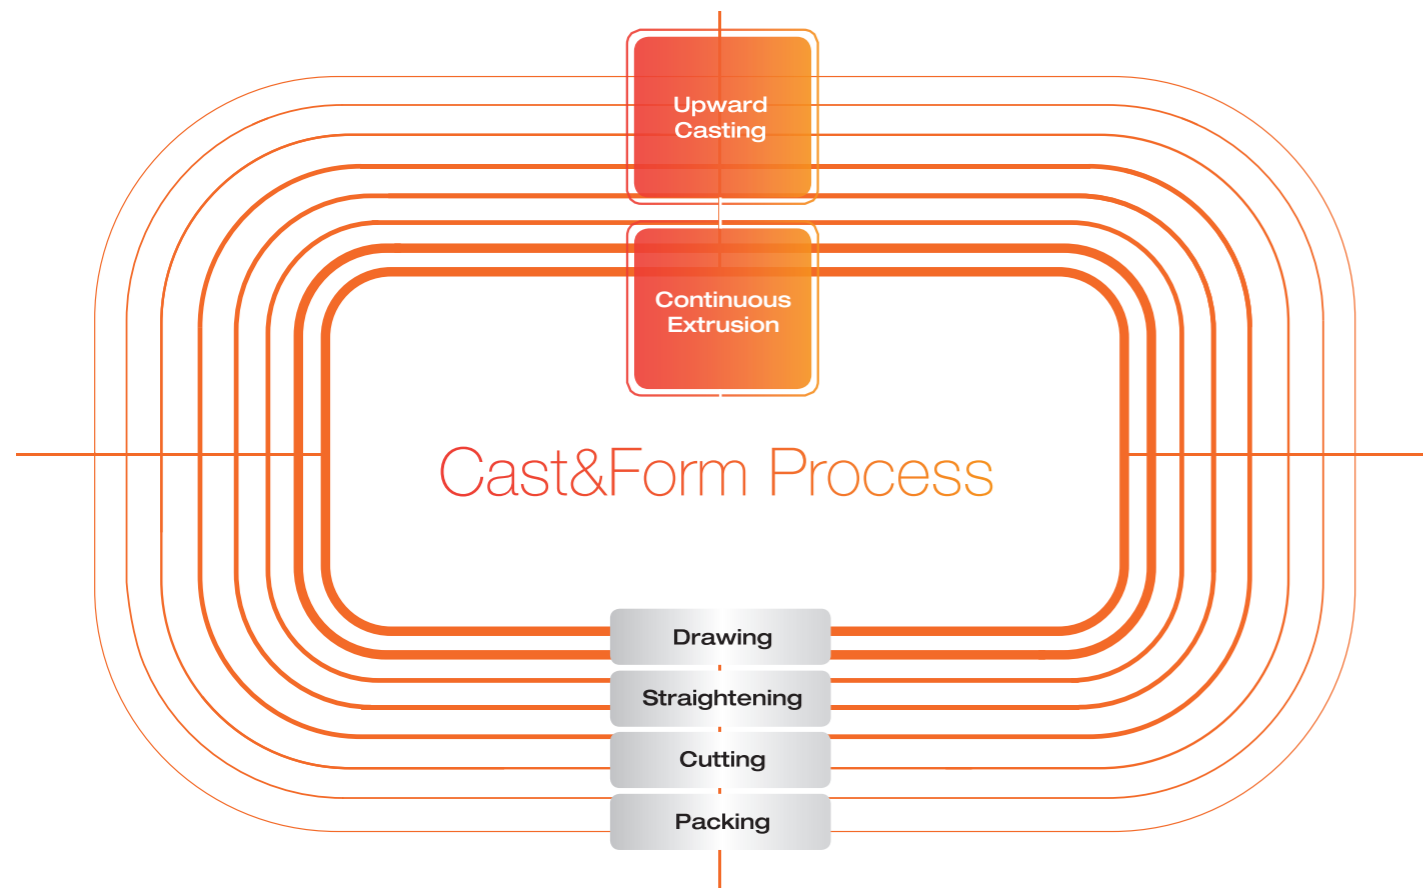 Upward
Casting
Continuous
Extrusion
Cast&Form Process
Drawing
Straightening
Cutting
Packing